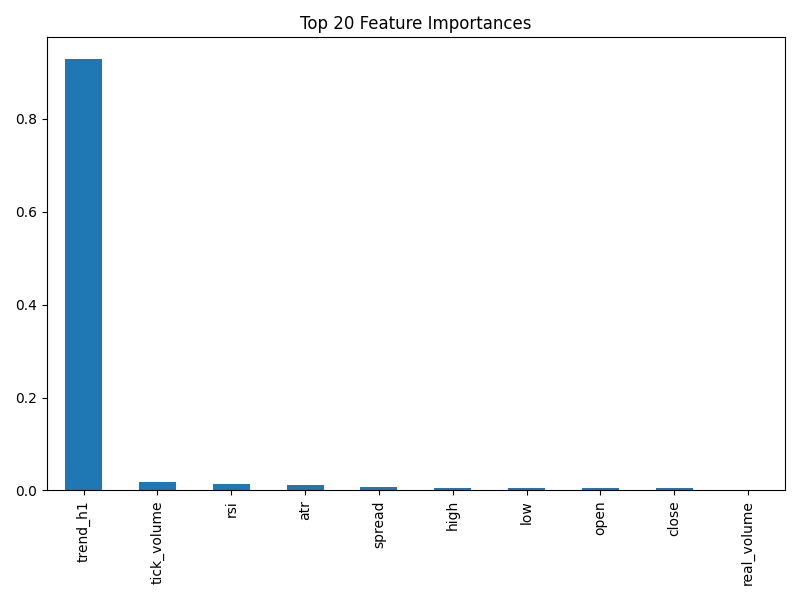 Top 20 Feature Importances
0.8
0.6
0.4
0.2
0.0
trend_h1
tick_volume
rsi
atr
spread
high
low
open
close
real_volume